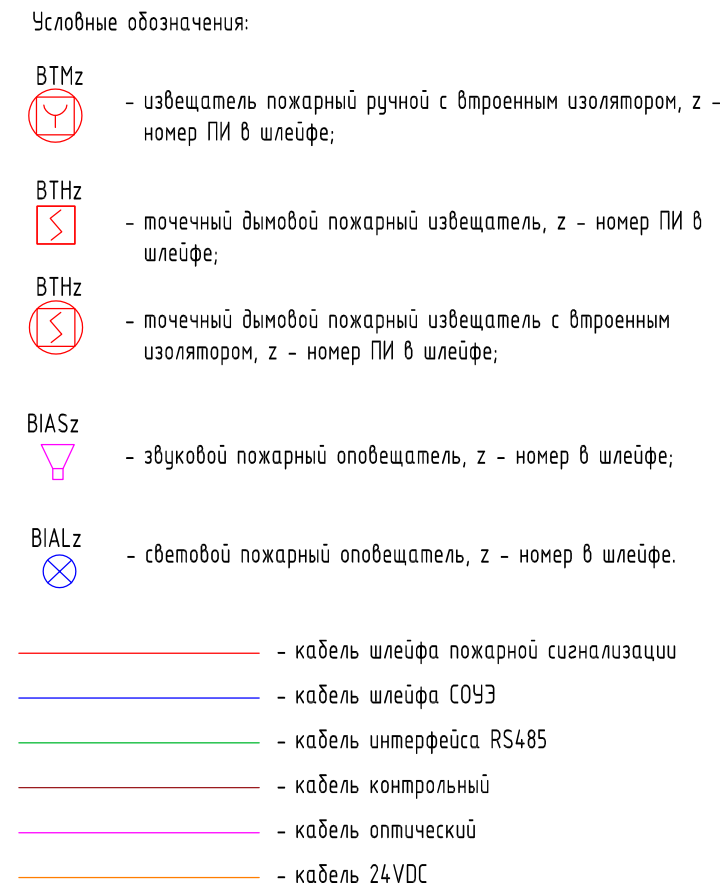 Условные обозначения:
BTMz
- извещатель пожарный ручной с втроенным изолятором, z -
номер ПИ в шлейфе;
BTHz
- точечный дымовой пожарный извещатель, z - номер ПИ в
шлейфе;
BTHz
- точечный дымовой пожарный извещатель с втроенным
изолятором, z - номер ПИ в шлейфе;
BIASz
- звуковой пожарный оповещатель, z - номер в шлейфе;
BIALz
- световой пожарный оповещатель, z - номер в шлейфе.
- кабель шлейфа пожарной сигнализации
- кабель шлейфа СОУЭ
- кабель интерфейса RS485
- кабель контрольный
- кабель оптический
- кабель 24VDC